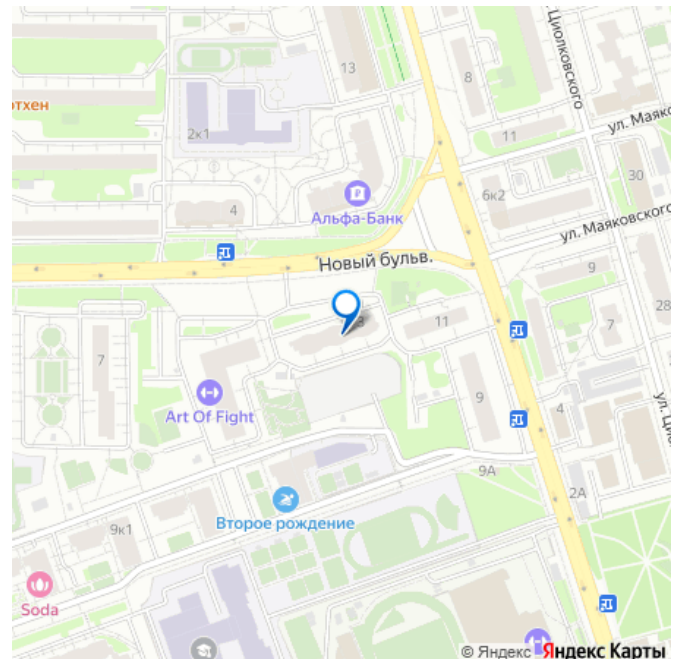 13
8
ул. Циолковского
отхен
2к1
11
ул. Маяко
30
4
Альфа-Банк
6к2
ул. Маяковского
Новый бульв.
9
28
7
3
11
7
Art Of Fight
9
4
ул. Цио
9А
2А
Второе рождение
9к1
Soda
© Яндекс Яндекс Карты